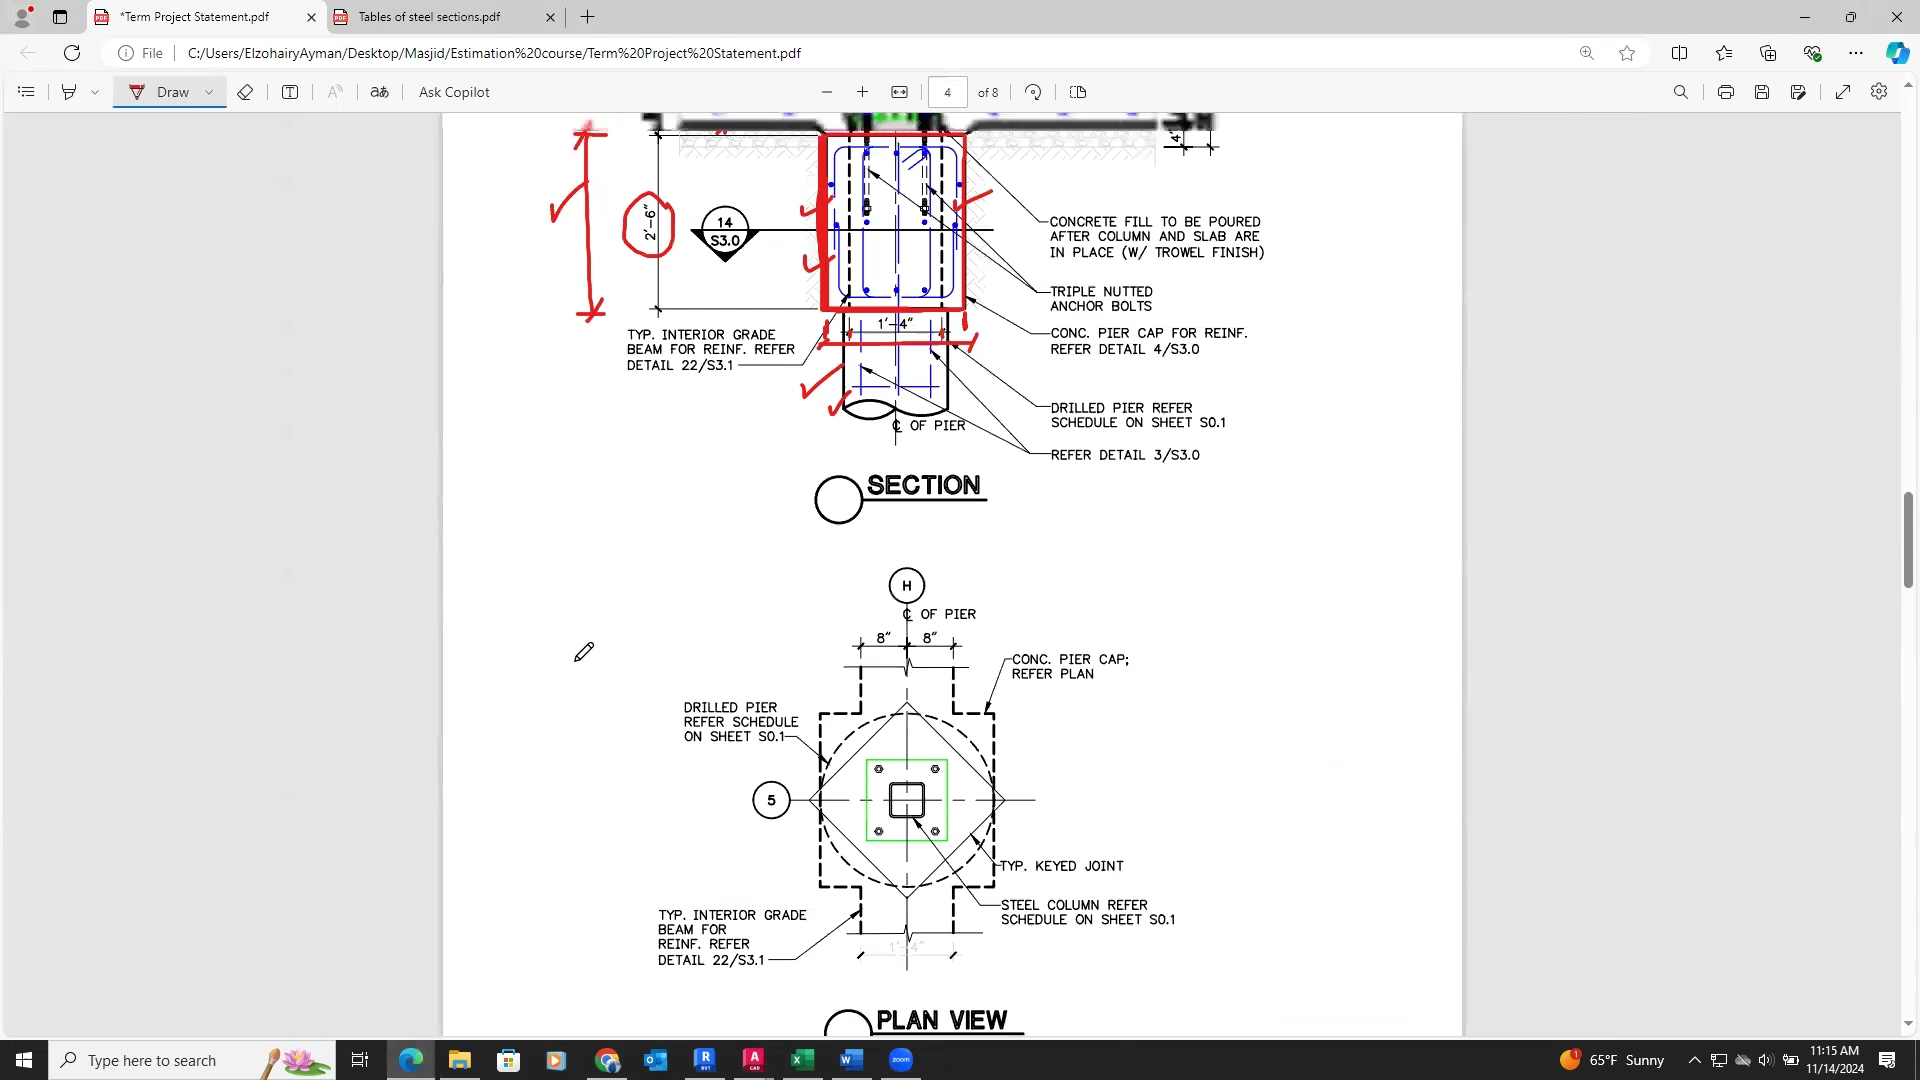 *Term Project Statement.pdf
Tables of steel sections.pdf
File
C:/Users/ElzohairyAyman/Desktop/Masjid/Estimation%20course/Term%20Project%20Statement.pdf
Draw
Ask Copilot
4
of 8
4'
2'-6"
14
S3.0
CONCRETE FILL TO BE POURED
AFTER COLUMN AND SLAB ARE
IN PLACE (W/ TROWEL FINISH)
TRIPLE NUTTED
ANCHOR BOLTS
1'-4"
TYP. INTERIOR GRADE
BEAM FOR REINF. REFER
DETAIL 22/S3.1
CONC. PIER CAP FOR REINF.
REFER DETAIL 4/S3.0
DRILLED PIER REFER
SCHEDULE ON SHEET S0.1
℄ OF PIER
REFER DETAIL 3/S3.0
SECTION
H
℄ OF PIER
8" 8"
CONC. PIER CAP;
REFER PLAN
DRILLED PIER
REFER SCHEDULE
ON SHEET S0.1
5
TYP. KEYED JOINT
STEEL COLUMN REFER
SCHEDULE ON SHEET S0.1
TYP. INTERIOR GRADE
BEAM FOR
REINF. REFER
DETAIL 22/S3.1
1'-4"
PLAN VIEW
Type here to search
65°F Sunny
11:15 AM
11/14/2024